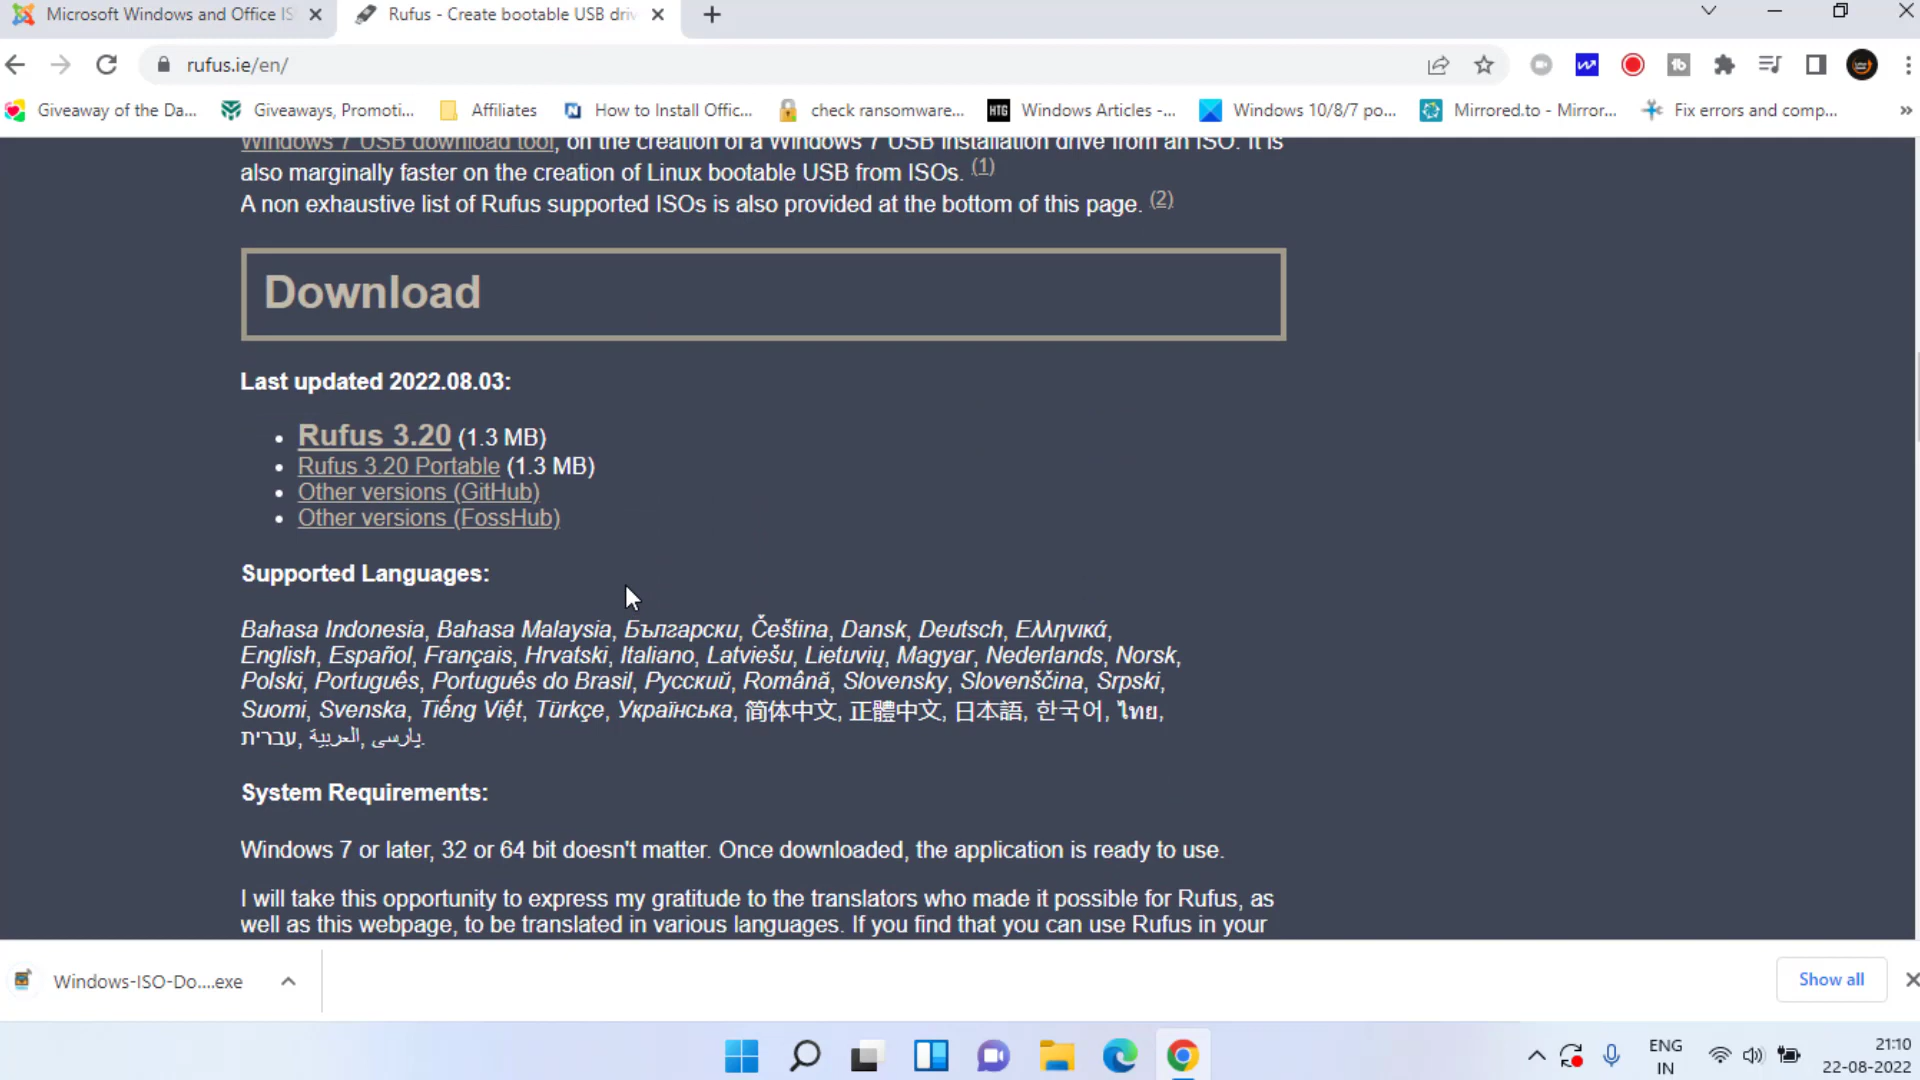 Microsoft Windows and Office IS
Rufus - Create bootable USB driv
rufus.ie/en/
Giveaway of the Da...
Giveaways, Promoti...
Affiliates
How to Install Offic...
check ransomware...
HTG
Windows Articles -...
Windows 10/8/7 po...
Mirrored.to - Mirror...
Fix errors and comp...
»
Windows 7 USB download tool, on the creation of a Windows 7 USB installation drive from an ISO. It is
also marginally faster on the creation of Linux bootable USB from ISOs. (1)
A non exhaustive list of Rufus supported ISOs is also provided at the bottom of this page. (2)
Download
Last updated 2022.08.03:
• Rufus 3.20 (1.3 MB)
• Rufus 3.20 Portable (1.3 MB)
• Other versions (GitHub)
• Other versions (FossHub)
Supported Languages:
Bahasa Indonesia, Bahasa Malaysia, Български, Čeština, Dansk, Deutsch, Ελληνικά,
English, Español, Français, Hrvatski, Italiano, Latviešu, Lietuvių, Magyar, Nederlands, Norsk,
Polski, Português, Português do Brasil, Русский, Română, Slovensky, Slovenščina, Srpski,
Suomi, Svenska, Tiếng Việt, Türkçe, Українська, 简体中文, 正體中文, 日本語, 한국어, ไทย,
עברית, العربية, پارسی.
System Requirements:
Windows 7 or later, 32 or 64 bit doesn't matter. Once downloaded, the application is ready to use.
I will take this opportunity to express my gratitude to the translators who made it possible for Rufus, as
well as this webpage, to be translated in various languages. If you find that you can use Rufus in your
Windows-ISO-Do....exe
Show all
ENG
IN
21:10
22-08-2022